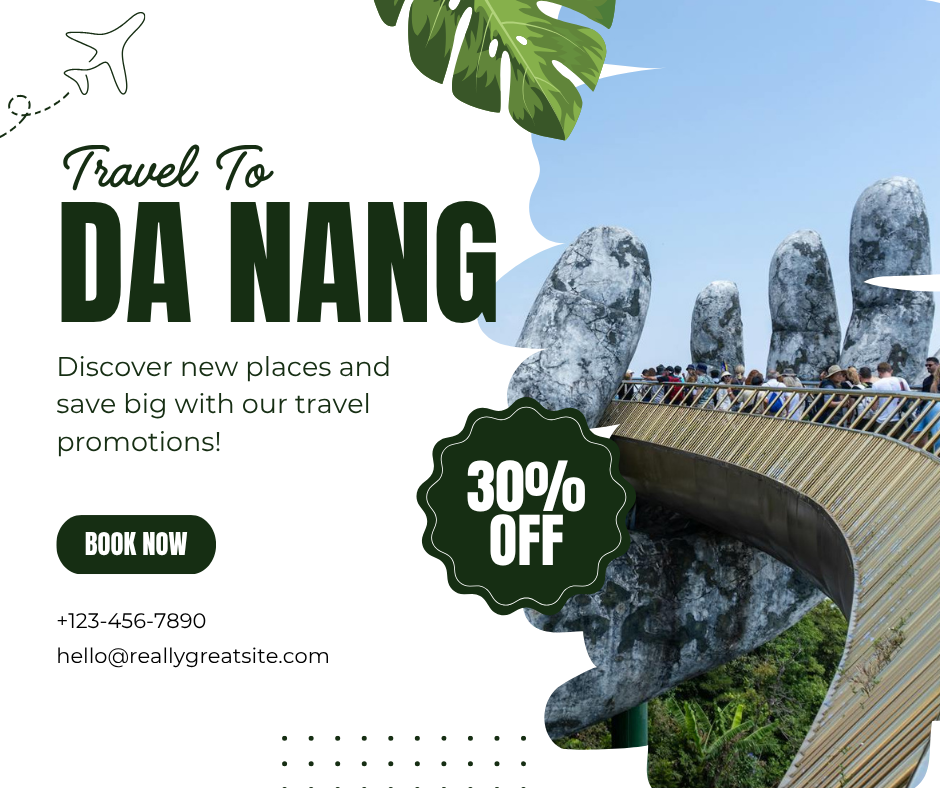 Travel To
DA NANG
Discover new places and
save big with our travel
promotions!
30%
OFF
BOOK NOW
+123-456-7890
hello@reallygreatsite.com